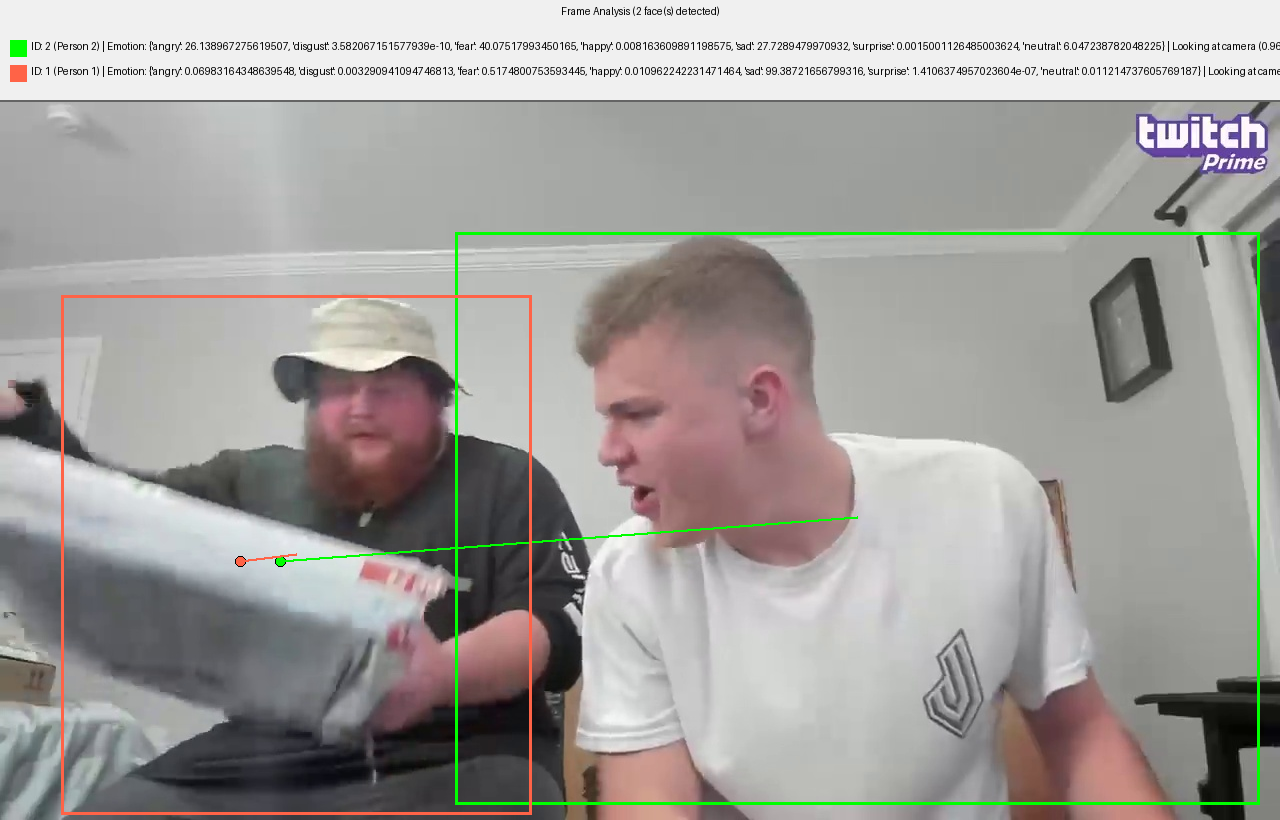 Frame Analysis (2 face(s) detected)
ID: 2 (Person 2) | Emotion: {'angry': 26.138967275619507, 'disgust': 3.582067151577939e-10, 'fear': 40.07517993450165, 'happy': 0.008163609891198575, 'sad': 27.7289479970932, 'surprise': 0.0015001126485003624, 'neutral': 6.047238782048225} | Looking at camera (0.96
ID: 1 (Person 1) | Emotion: {'angry': 0.06983164348639548, 'disgust': 0.003290941094746813, 'fear': 0.5174800753593445, 'happy': 0.010962242231471464, 'sad': 99.38721656799316, 'surprise': 1.4106374957023604e-07, 'neutral': 0.011214737605769187} | Looking at came
twitch
Prime